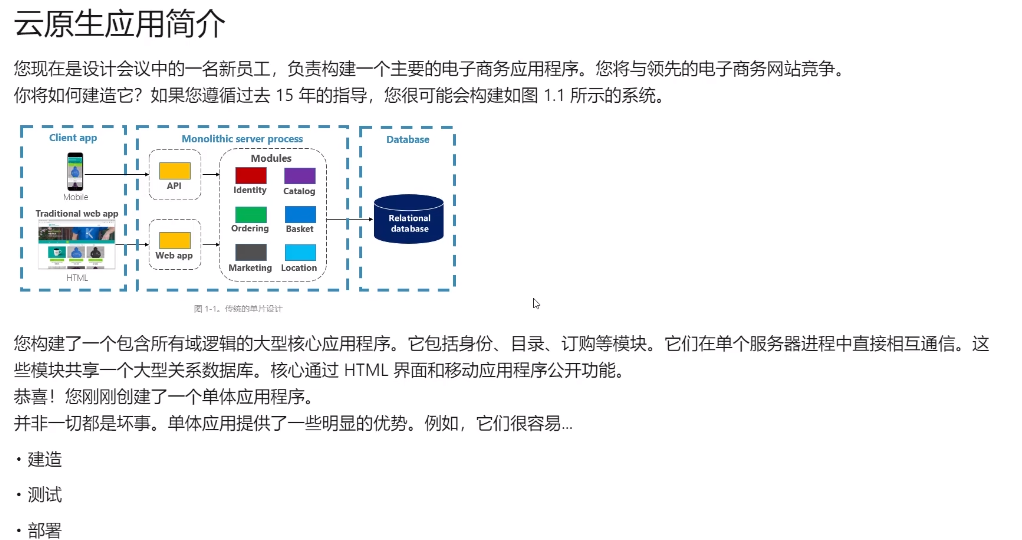 云原生应用简介
您现在是设计会议中的一名新员工，负责构建一个主要的电子商务应用程序。您将与领先的电子商务网站竞争。
你将如何建造它？如果您遵循过去 15 年的指导，您很可能会构建如图 1.1 所示的系统。
Client app
Mobile
Traditional web app
HTML
Monolithic server process
API
Web app
Modules
Identity
Catalog
Ordering
Basket
Marketing
Location
Database
Relational
database
图 1-1。传统的单片设计
您构建了一个包含所有域逻辑的大型核心应用程序。它包括身份、目录、订购等模块。它们在单个服务器进程中直接相互通信。这
些模块共享一个大型关系数据库。核心通过 HTML 界面和移动应用程序公开功能。
恭喜！您刚刚创建了一个单体应用程序。
并非一切都是坏事。单体应用提供了一些明显的优势。例如，它们很容易...
• 建造
• 测试
• 部署